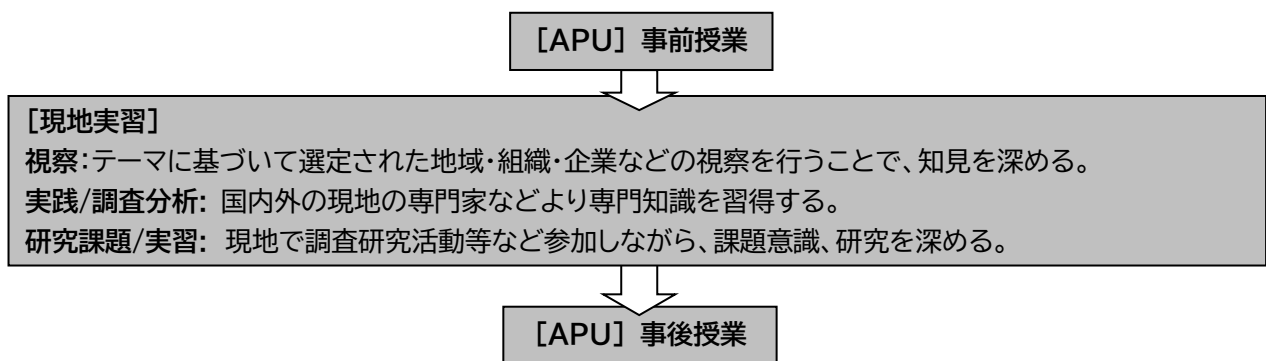 [APU] 事前授業
[現地実習]
視察:テーマに基づいて選定された地域・組織・企業などの視察を行うことで、知見を深める。
実践/調査分析: 国内外の現地の専門家などより専門知識を習得する。
研究課題/実習: 現地で調査研究活動等など参加しながら、課題意識、研究を深める。
[APU] 事後授業